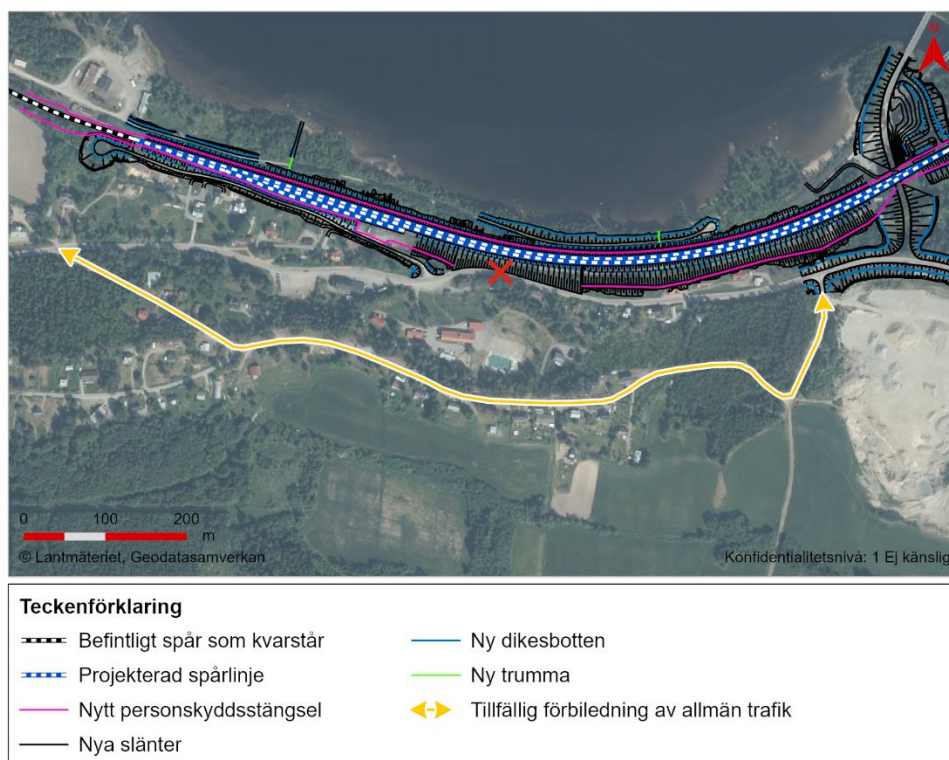 N
0 100 200
m
© Lantmäteriet, Geodatasamverkan
Konfidentialitetsnivå: 1 Ej känslig
Teckenförklaring
Befintligt spår som kvarstår
Projekterad spårlinje
Nytt personskyddsstängsel
Nya slänter
Ny dikesbotten
Ny trumma
Tillfällig förbiledning av allmän trafik